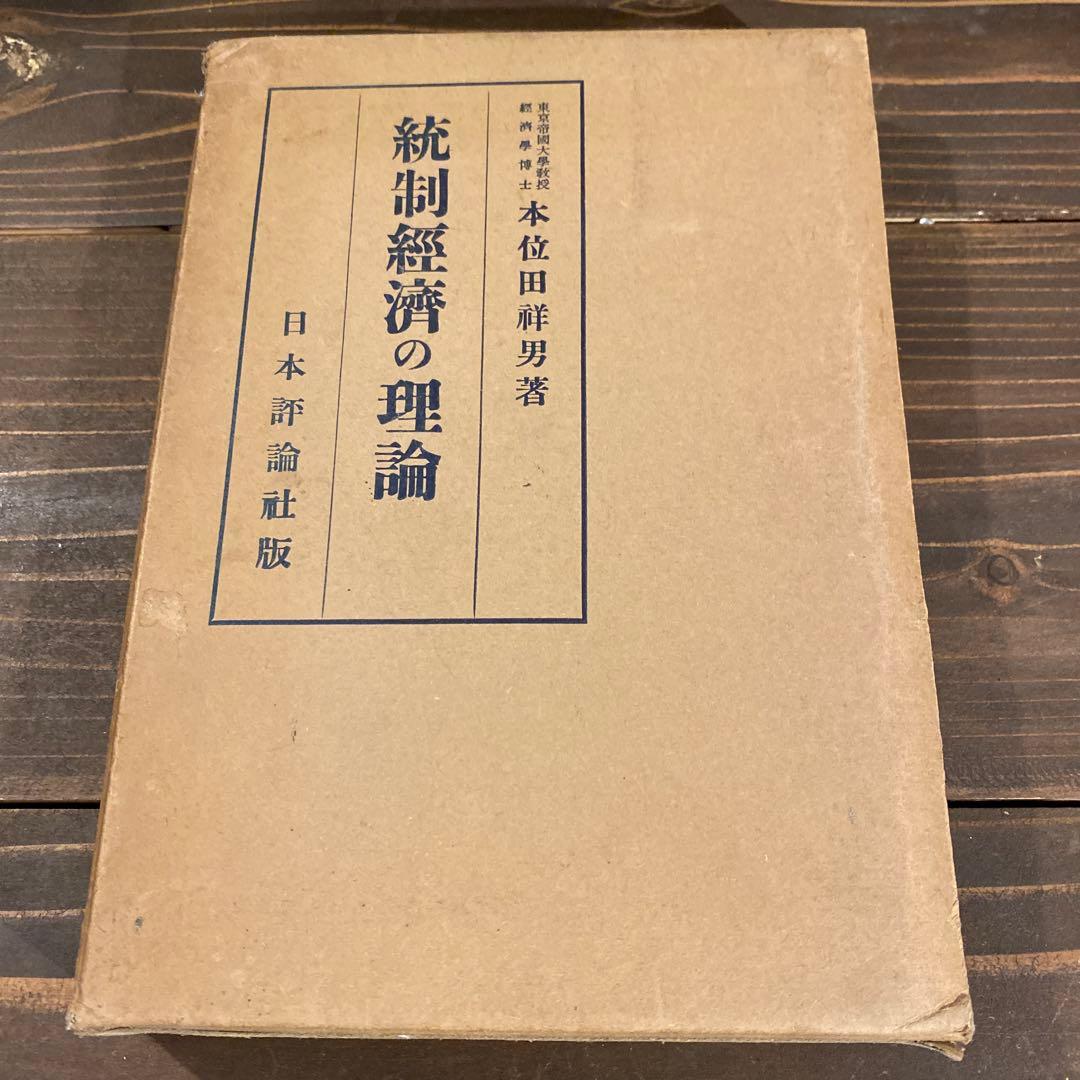 東京帝國大學敎授
經濟學博士
本位田祥男著
統制經濟の理論
日本評論社版